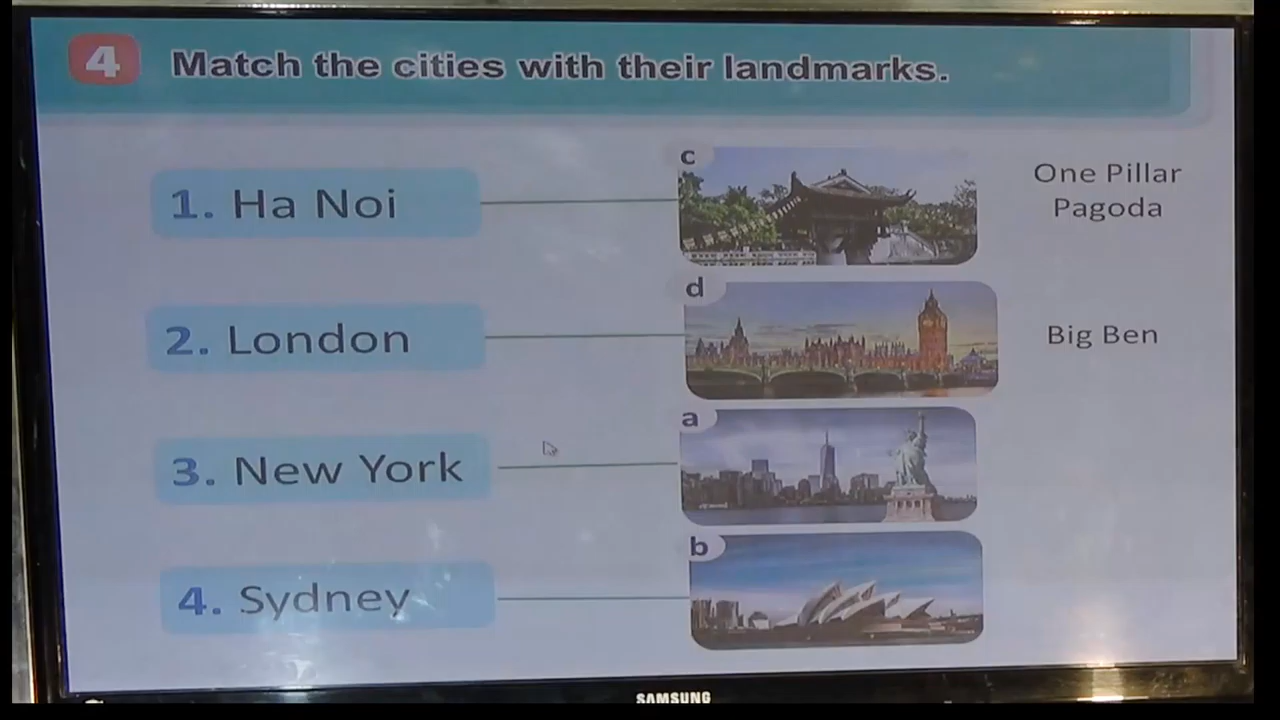 4 Match the cities with their landmarks.
1. Ha Noi
c
One Pillar
Pagoda
2. London
d
Big Ben
3. New York
a
4. Sydney
b
SAMSUNG